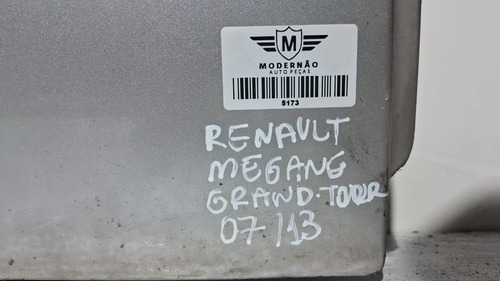 M
MODERNÃO
AUTO PEÇAS
5173
RENAULT
MEGANE
GRAND-TOUR
07/13